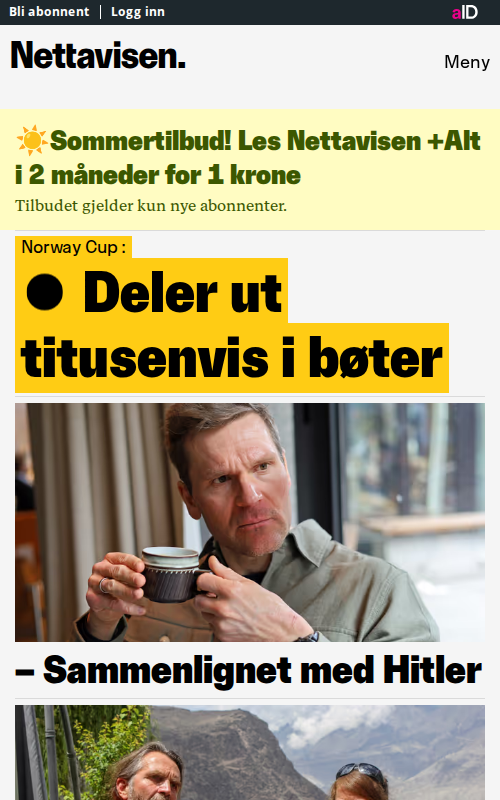 Bli abonnent
Logg inn
aID
Nettavisen.
Meny
Sommertilbud! Les Nettavisen +Alt
i 2 måneder for 1 krone
Tilbudet gjelder kun nye abonnenter.
Norway Cup :
Deler ut
titusenvis i bøter
– Sammenlignet med Hitler